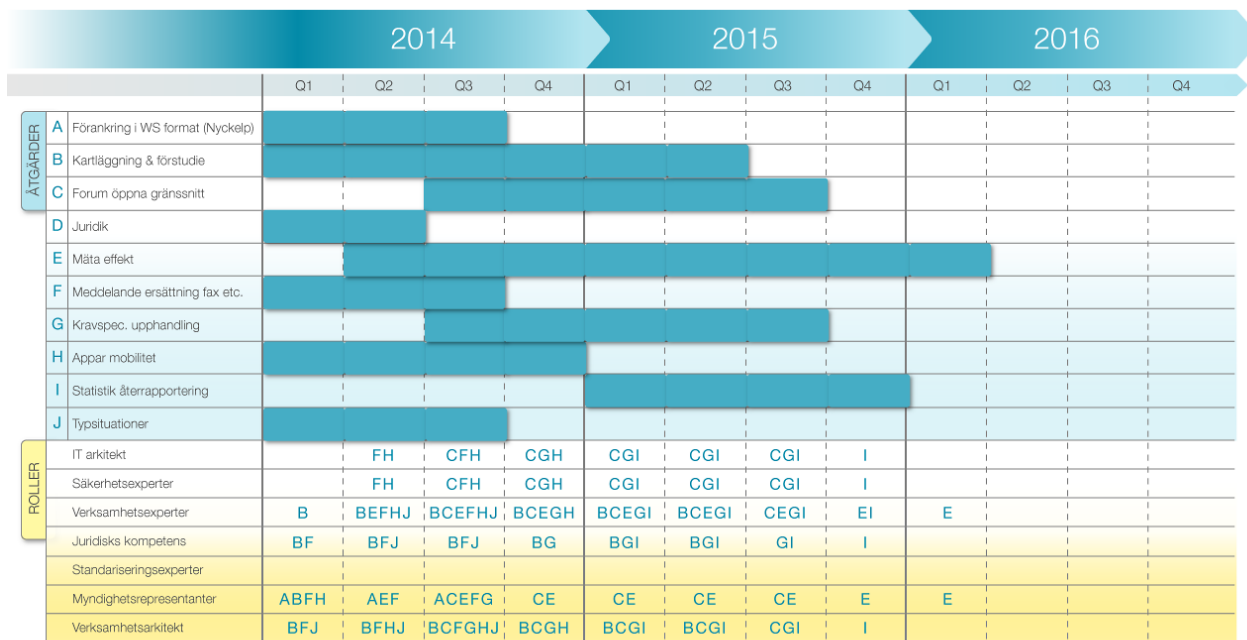 2014 2015 2016
Q1 Q2 Q3 Q4 Q1 Q2 Q3 Q4 Q1 Q2 Q3 Q4
ÅTGÄRDER
A Förankring i WS format (Nyckelp)
B Kartläggning & förstudie
C Forum öppna gränssnitt
D Juridik
E Mäta effekt
F Meddelande ersättning fax etc.
G Kravspec. upphandling
H Appar mobilitet
I Statistik återrapportering
J Typsituationer
ROLLER
IT arkitekt FH CFH CGH CGI CGI CGI I
Säkerhetsexperter FH CFH CGH CGI CGI CGI I
Verksamhetsexperter B BEFHJ BCEFHJ BCEGH BCEGI BCEGI CEGI EI E
Juridisks kompetens BF BFJ BFJ BG BGI BGI GI I
Standariseringsexperter
Myndighetsrepresentanter ABFH AEF ACEFG CE CE CE CE E E
Verksamhetsarkitekt BFJ BFHJ BCFGHJ BCGH BCGI BCGI CGI I